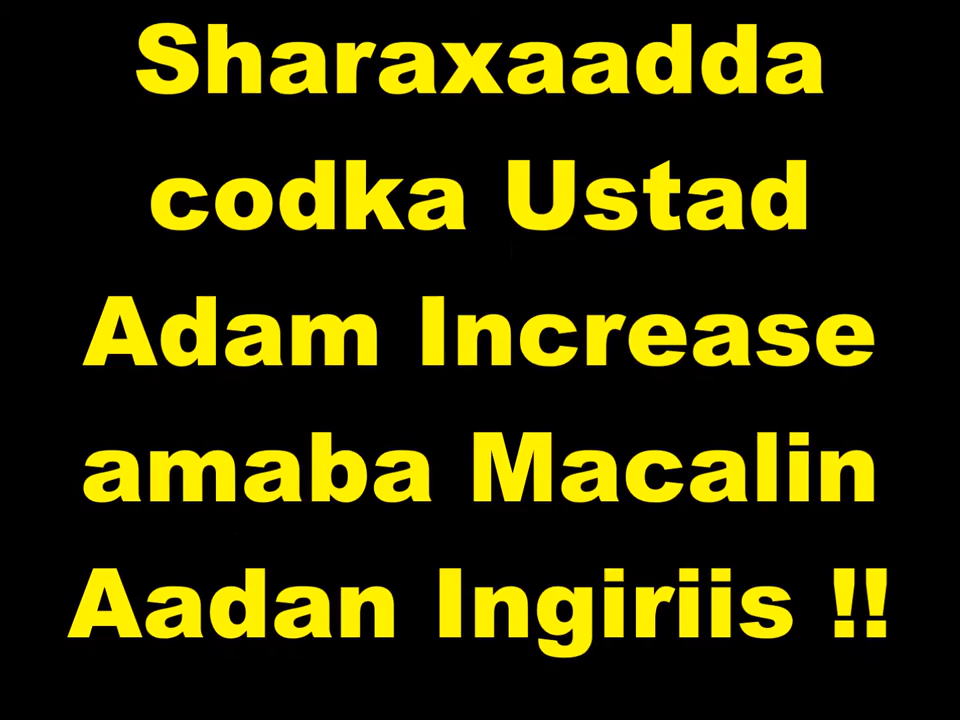 Sharaxaadda
codka Ustad
Adam Increase
amaba Macalin
Aadan Ingiriis !!